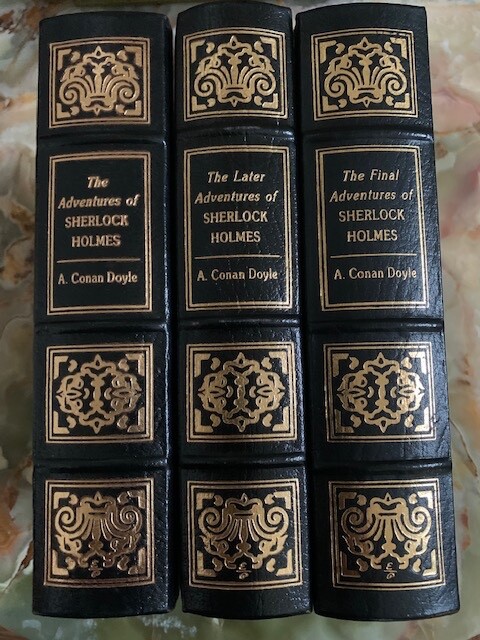 The
Adventures of
SHERLOCK
HOLMES
A. Conan Doyle
The Later
Adventures of
SHERLOCK
HOLMES
A. Conan Doyle
The Final
Adventures of
SHERLOCK
HOLMES
A. Conan Doyle